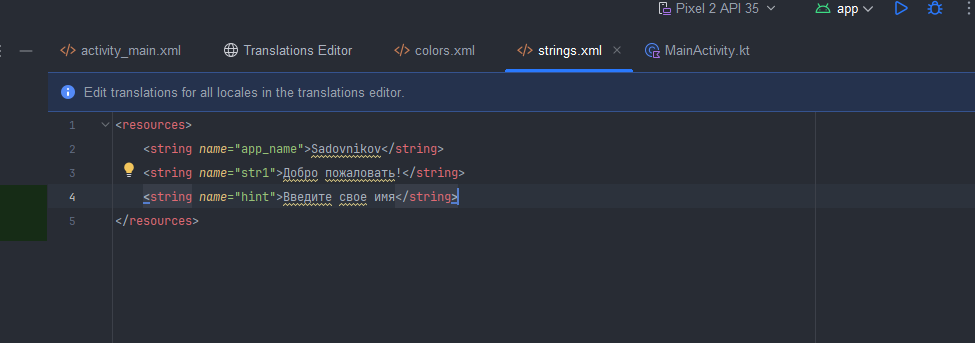 Pixel 2 API 35 app
activity_main.xml Translations Editor colors.xml strings.xml MainActivity.kt
Edit translations for all locales in the translations editor.
1 <resources>
2 <string name="app_name">Sadovnikov</string>
3 <string name="str1">Добро пожаловать!</string>
4 <string name="hint">Введите свое имя</string>
5 </resources>